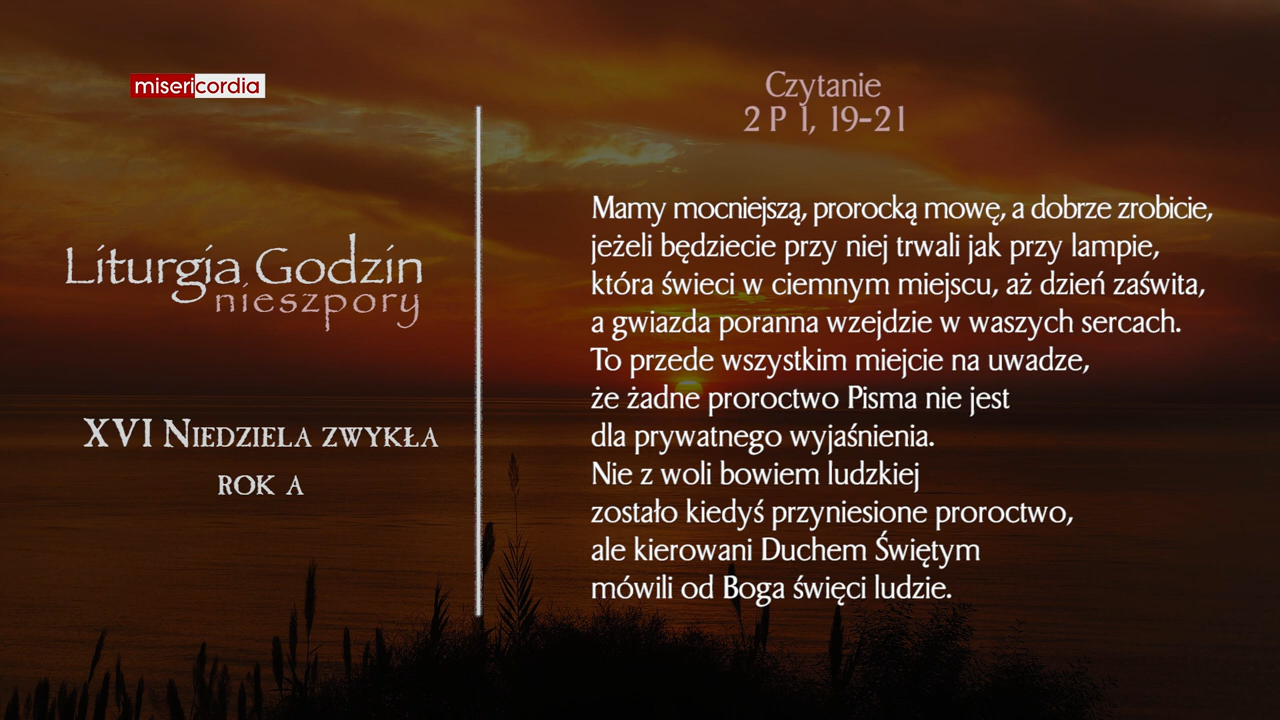 misericordia
Liturgia Godzin
nieszpory
XVI Niedziela zwykła
rok A
Czytanie
2 P 1, 19-21
Mamy mocniejszą, prorocką mowę, a dobrze zrobicie,
jeżeli będziecie przy niej trwali jak przy lampie,
która świeci w ciemnym miejscu, aż dzień zaświta,
a gwiazda poranna wzejdzie w waszych sercach.
To przede wszystkim miejcie na uwadze,
że żadne proroctwo Pisma nie jest
dla prywatnego wyjaśnienia.
Nie z woli bowiem ludzkiej
zostało kiedyś przyniesione proroctwo,
ale kierowani Duchem Świętym
mówili od Boga święci ludzie.